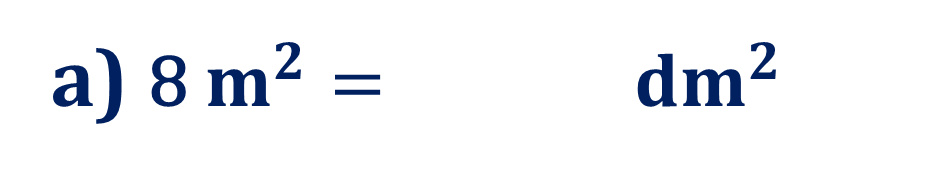 a) 8 m² = dm²